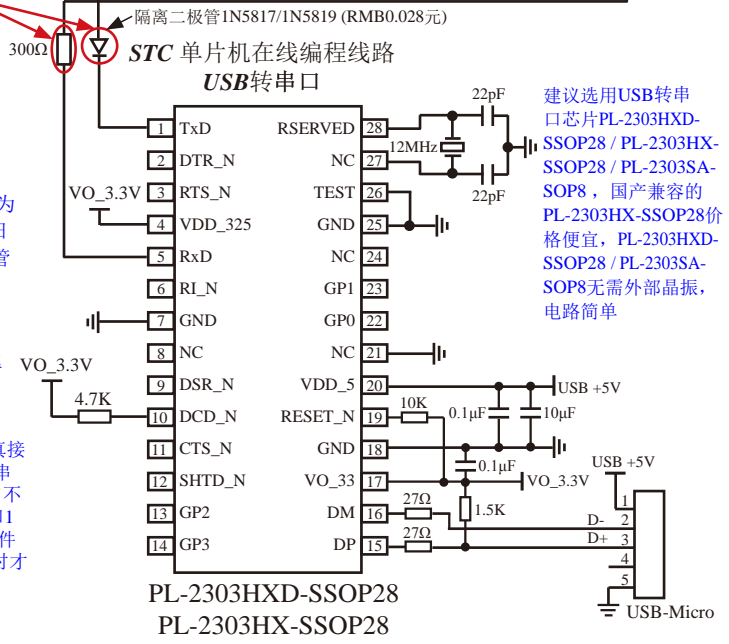 隔离二极管1N5817/1N5819 (RMB0.028元)
300Ω
STC 单片机在线编程线路
USB转串口
1 TxD
2 DTR_N
3 RTS_N
4 VDD_325
5 RxD
6 RI_N
7 GND
8 NC
9 DSR_N
10 DCD_N
11 CTS_N
12 SHTD_N
13 GP2
14 GP3
RSERVED 28
NC 27
TEST 26
GND 25
NC 24
GP1 23
GP0 22
NC 21
VDD_5 20
RESET_N 19
GND 18
VO_33 17
DM 16
DP 15
VO_3.3V
VO_3.3V
4.7K
22pF
12MHz
22pF
建议选用USB转串
口芯片PL-2303HXD-
SSOP28 / PL-2303HX-
SSOP28 / PL-2303SA-
SOP8，国产兼容的
PL-2303HX-SSOP28价
格便宜，PL-2303HXD-
SSOP28 / PL-2303SA-
SOP8无需外部晶振，
电路简单
USB +5V
10K
0.1μF
10μF
0.1μF
VO_3.3V
27Ω
27Ω
1.5K
USB +5V
D-
D+
1
2
3
4
5
USB-Micro
为
管
接
串
不
1
件
时才
PL-2303HXD-SSOP28
PL-2303HX-SSOP28